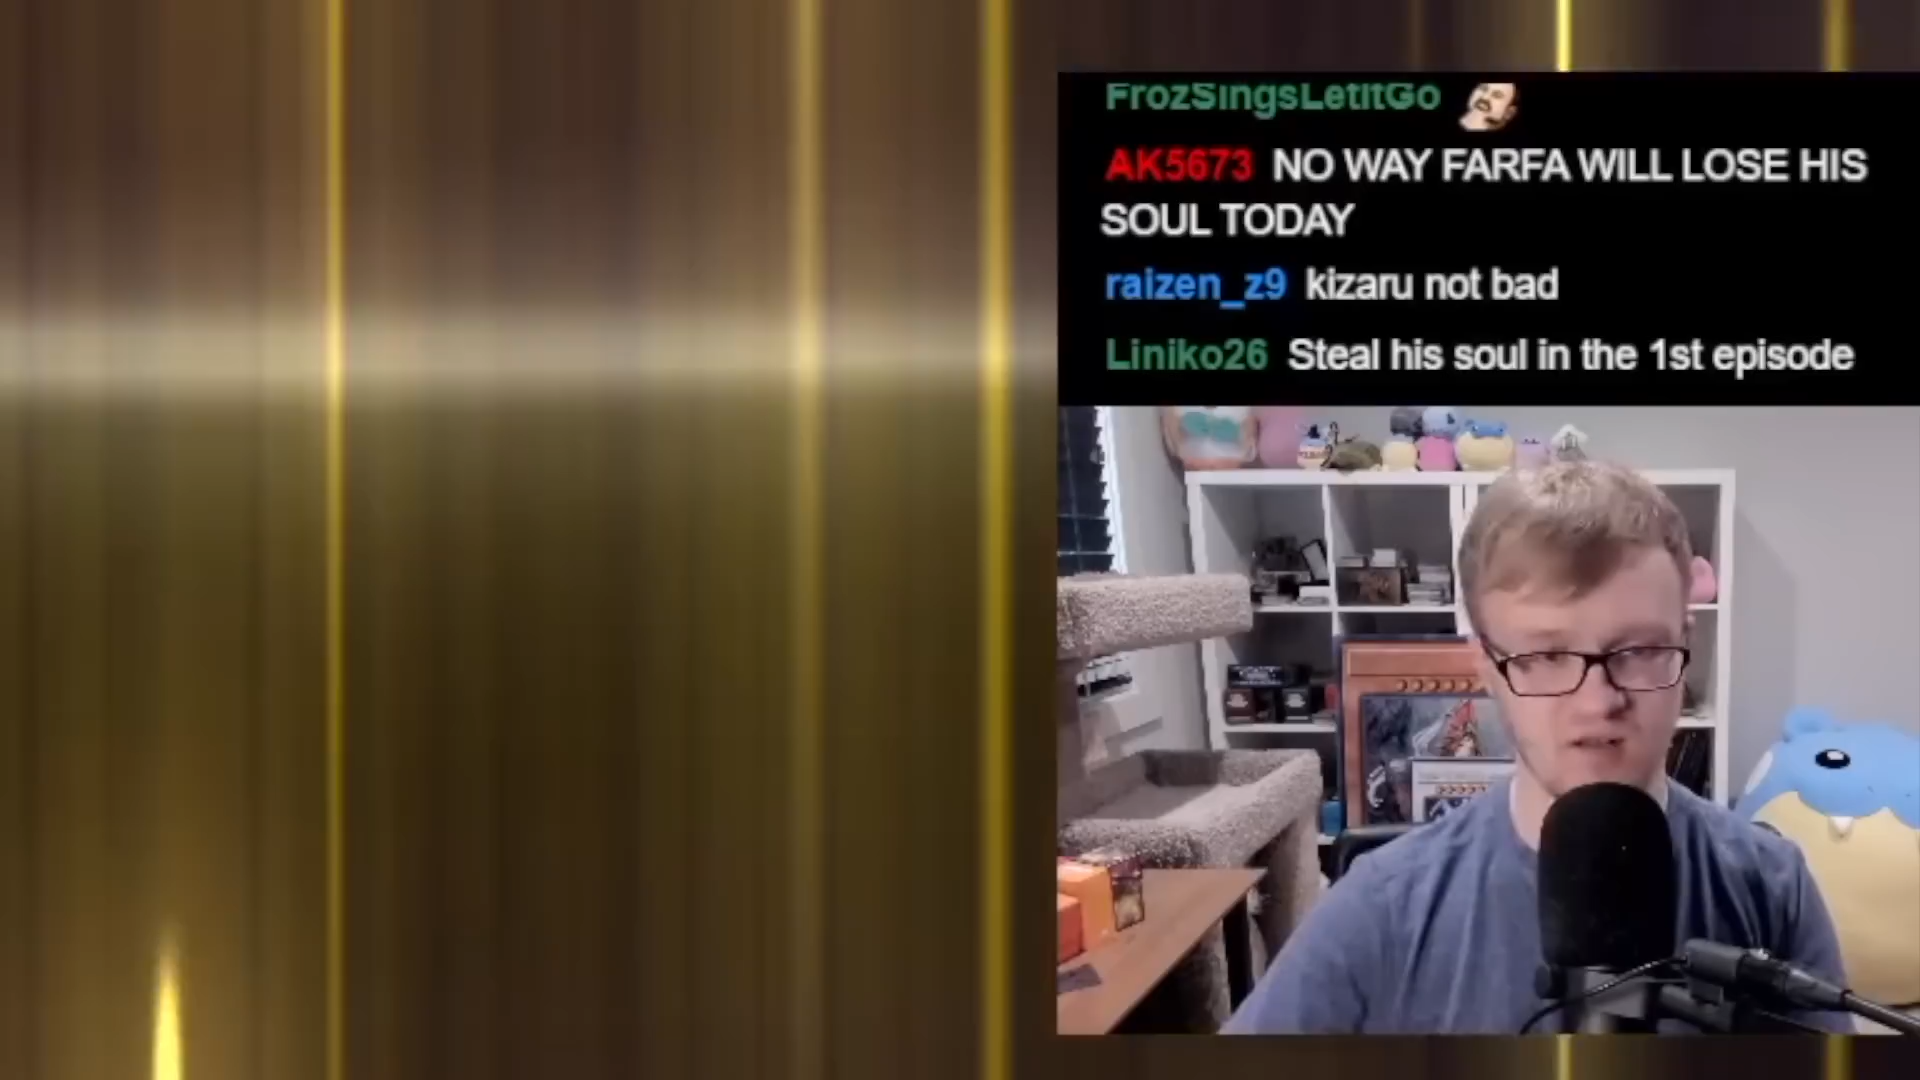 FrozSingsLetItGo
AK5673 NO WAY FARFA WILL LOSE HIS
SOUL TODAY
raizen_z9 kizaru not bad
Liniko26 Steal his soul in the 1st episode